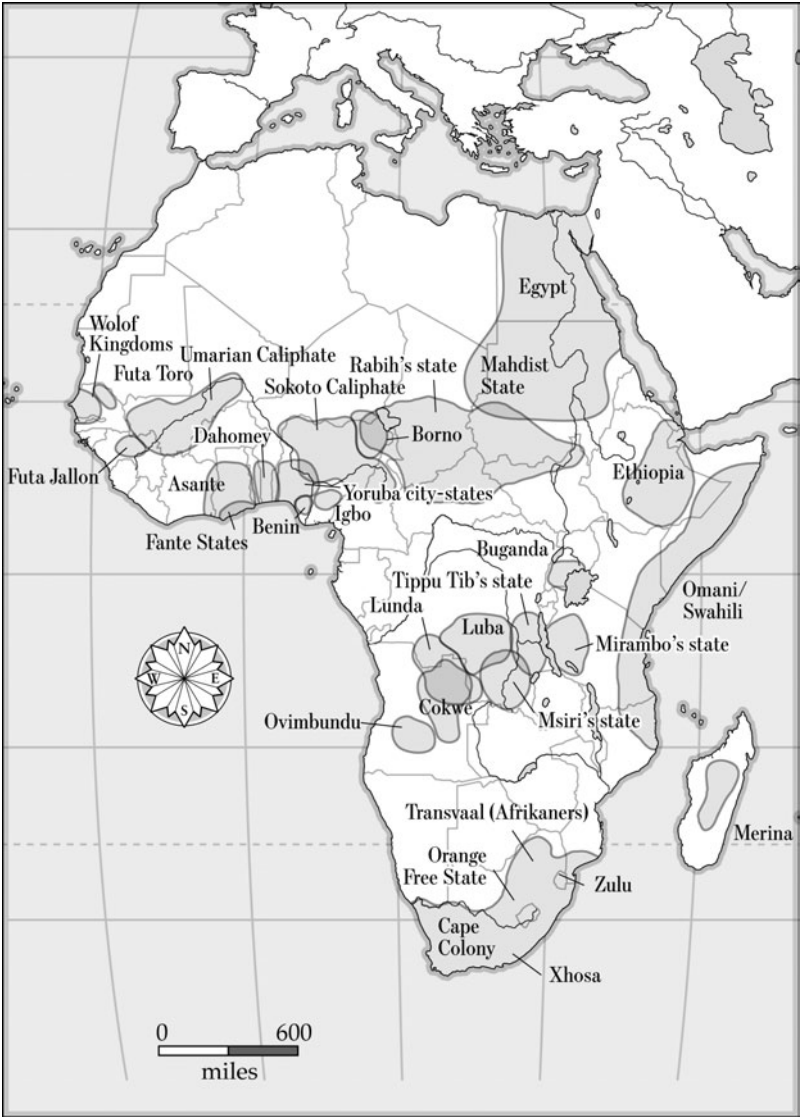 Egypt
Wolof
Kingdoms
Umarian Caliphate
Rabih's state
Mahdist
State
Futa Toro
Sokoto Caliphate
Dahomey
Borno
Futa Jallon
Asante
Ethiopia
Yoruba city-states
Igbo
Benin
Fante States
Buganda
Tippu Tib's state
Omani/
Swahili
Lunda
Luba
Mirambo's state
N
W
E
S
Cokwe
Msiri's state
Ovimbundu
Transvaal (Afrikaners)
Merina
Orange
Free State
Zulu
Cape
Colony
Xhosa
0 600
miles